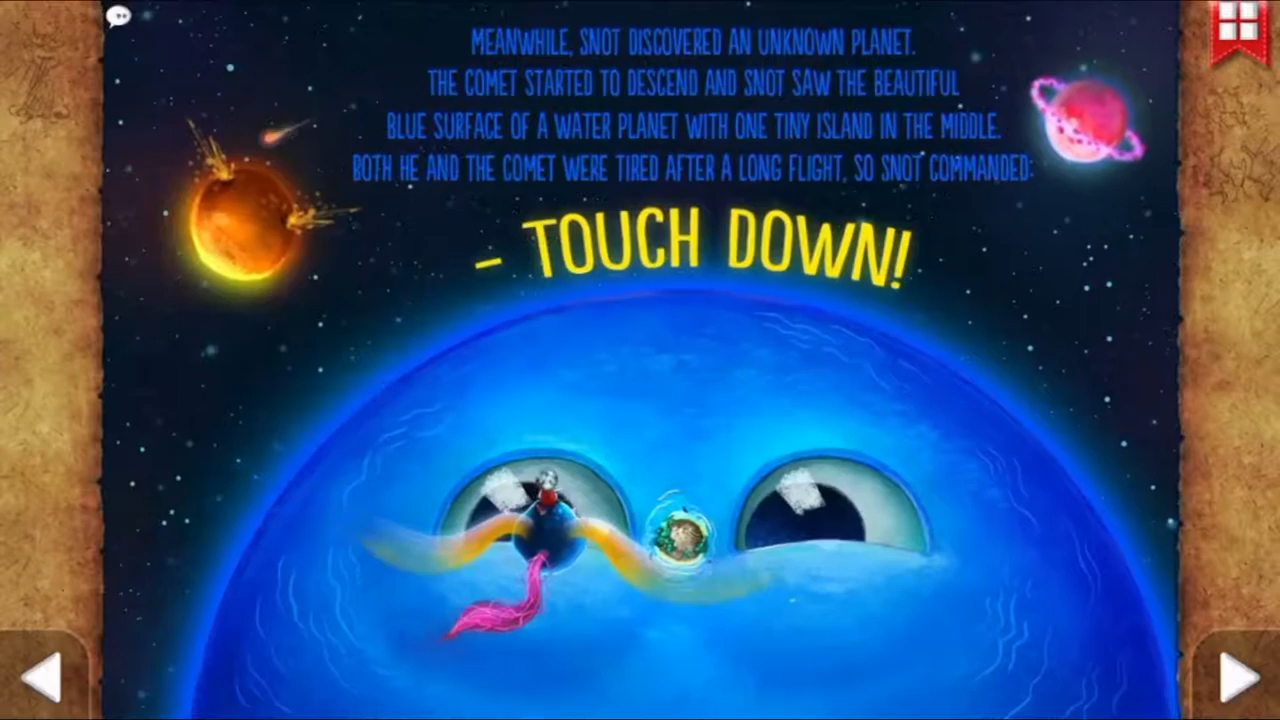 MEANWHILE, SNOT DISCOVERED AN UNKNOWN PLANET.
THE COMET STARTED TO DESCEND AND SNOT SAW THE BEAUTIFUL
BLUE SURFACE OF A WATER PLANET WITH ONE TINY ISLAND IN THE MIDDLE.
BOTH HE AND THE COMET WERE TIRED AFTER A LONG FLIGHT, SO SNOT COMMANDED:
- TOUCH DOWN!